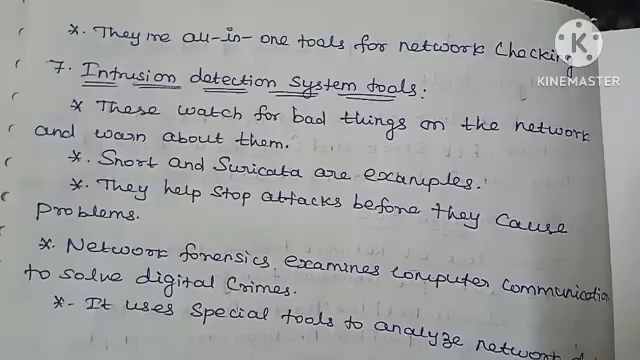 *. They're all-in-one tools for network Checking
7. Intrusion detection system tools:
* These watch for bad things on the network
and warn about them.
*. Snort and Suricata are examples.
*. They help stop attacks before they cause
Problems.
*. Network forensics examines computer communication
to solve digital crimes.
*. It uses special tools to analyze network
KINEMASTER